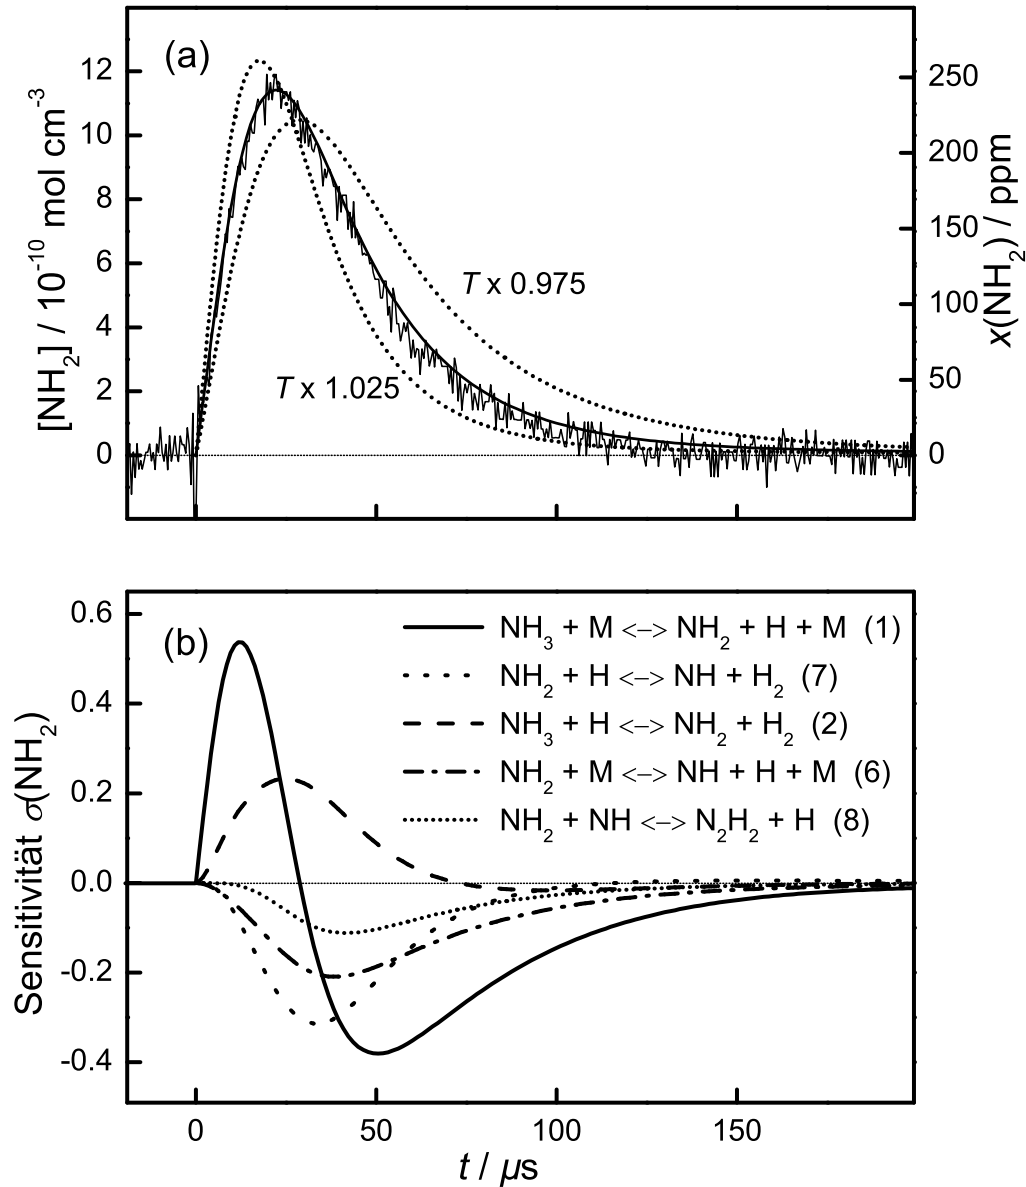 (a)
12
10
8
6
4
2
0
[NH₂] / 10⁻¹⁰ mol cm⁻³
250
200
150
100
50
0
x(NH₂) / ppm
T x 0.975
T x 1.025
(b)
NH₃ + M <–> NH₂ + H + M (1)
NH₂ + H <–> NH + H₂ (7)
NH₃ + H <–> NH₂ + H₂ (2)
NH₂ + M <–> NH + H + M (6)
NH₂ + NH <–> N₂H₂ + H (8)
0.6
0.4
0.2
0.0
-0.2
-0.4
Sensitivität σ(NH₂)
0
50
100
150
t / μs